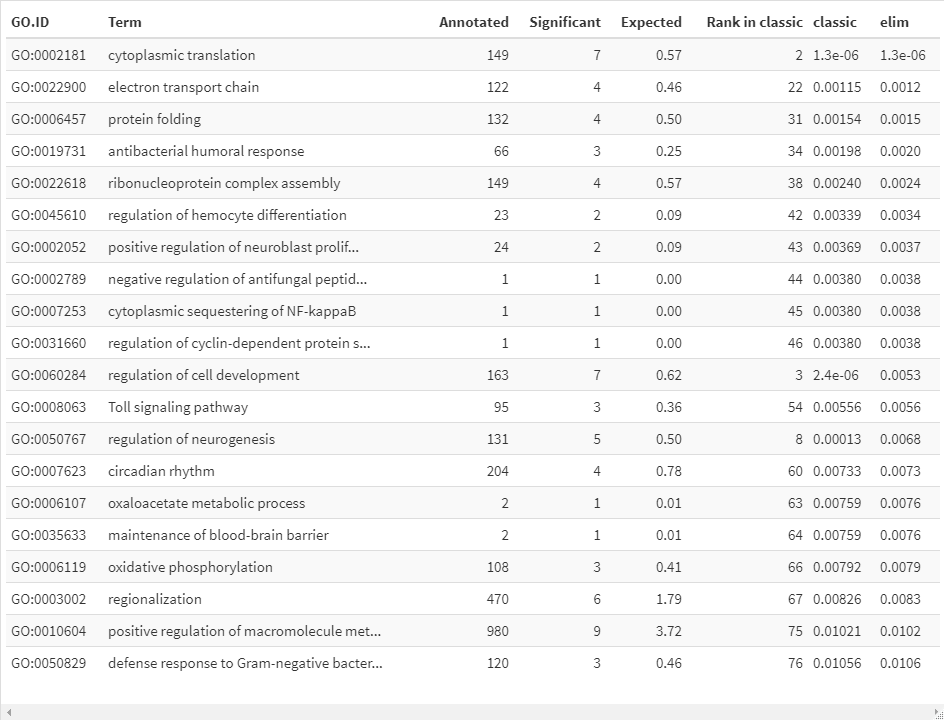 GO.ID Term Annotated Significant Expected Rank in classic classic elim
GO:0002181 cytoplasmic translation 149 7 0.57 2 1.3e-06 1.3e-06
GO:0022900 electron transport chain 122 4 0.46 22 0.00115 0.0012
GO:0006457 protein folding 132 4 0.50 31 0.00154 0.0015
GO:0019731 antibacterial humoral response 66 3 0.25 34 0.00198 0.0020
GO:0022618 ribonucleoprotein complex assembly 149 4 0.57 38 0.00240 0.0024
GO:0045610 regulation of hemocyte differentiation 23 2 0.09 42 0.00339 0.0034
GO:0002052 positive regulation of neuroblast prolif... 24 2 0.09 43 0.00369 0.0037
GO:0002789 negative regulation of antifungal peptid... 1 1 0.00 44 0.00380 0.0038
GO:0007253 cytoplasmic sequestering of NF-kappaB 1 1 0.00 45 0.00380 0.0038
GO:0031660 regulation of cyclin-dependent protein s... 1 1 0.00 46 0.00380 0.0038
GO:0060284 regulation of cell development 163 7 0.62 3 2.4e-06 0.0053
GO:0008063 Toll signaling pathway 95 3 0.36 54 0.00556 0.0056
GO:0050767 regulation of neurogenesis 131 5 0.50 8 0.00013 0.0068
GO:0007623 circadian rhythm 204 4 0.78 60 0.00733 0.0073
GO:0006107 oxaloacetate metabolic process 2 1 0.01 63 0.00759 0.0076
GO:0035633 maintenance of blood-brain barrier 2 1 0.01 64 0.00759 0.0076
GO:0006119 oxidative phosphorylation 108 3 0.41 66 0.00792 0.0079
GO:0003002 regionalization 470 6 1.79 67 0.00826 0.0083
GO:0010604 positive regulation of macromolecule met... 980 9 3.72 75 0.01021 0.0102
GO:0050829 defense response to Gram-negative bacter... 120 3 0.46 76 0.01056 0.0106